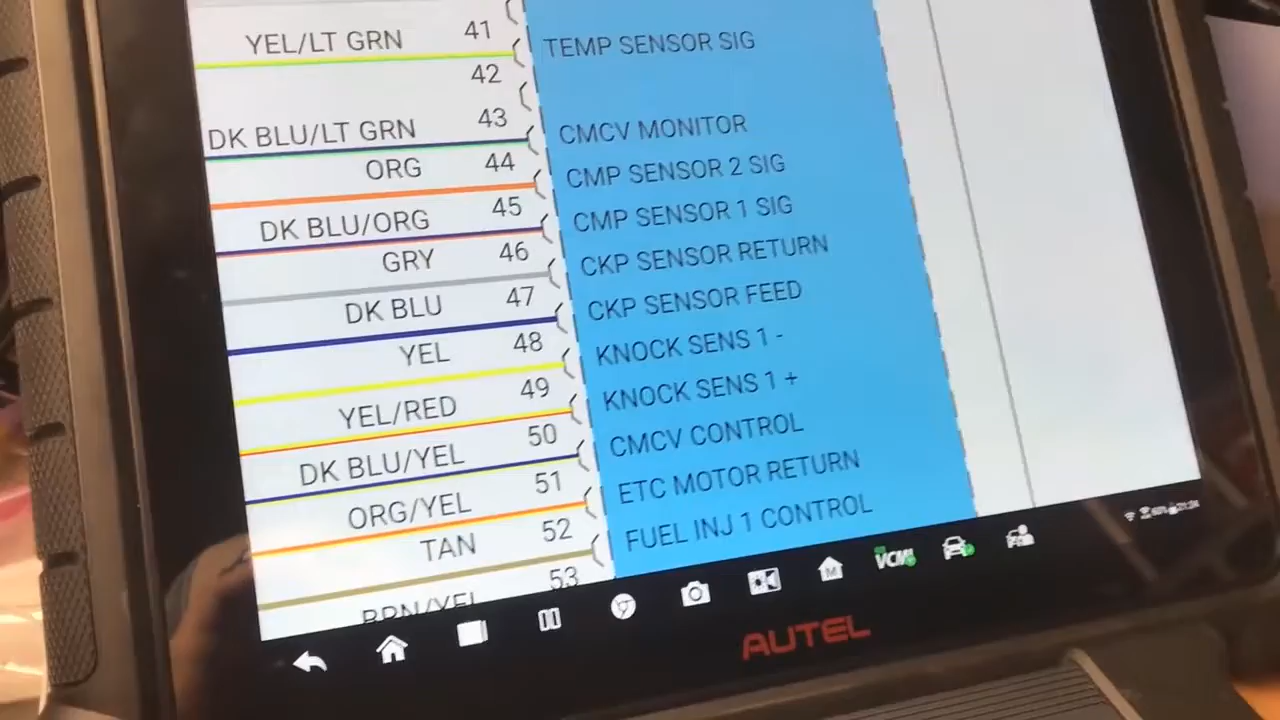 YEL/LT GRN 41 TEMP SENSOR SIG
42
DK BLU/LT GRN 43 CMCV MONITOR
ORG 44 CMP SENSOR 2 SIG
DK BLU/ORG 45 CMP SENSOR 1 SIG
GRY 46 CKP SENSOR RETURN
DK BLU 47 CKP SENSOR FEED
YEL 48 KNOCK SENS 1 -
YEL/RED 49 KNOCK SENS 1 +
DK BLU/YEL 50 CMCV CONTROL
ORG/YEL 51 ETC MOTOR RETURN
TAN 52 FUEL INJ 1 CONTROL
BRN/YEL 53
M
VCMI
AUTEL